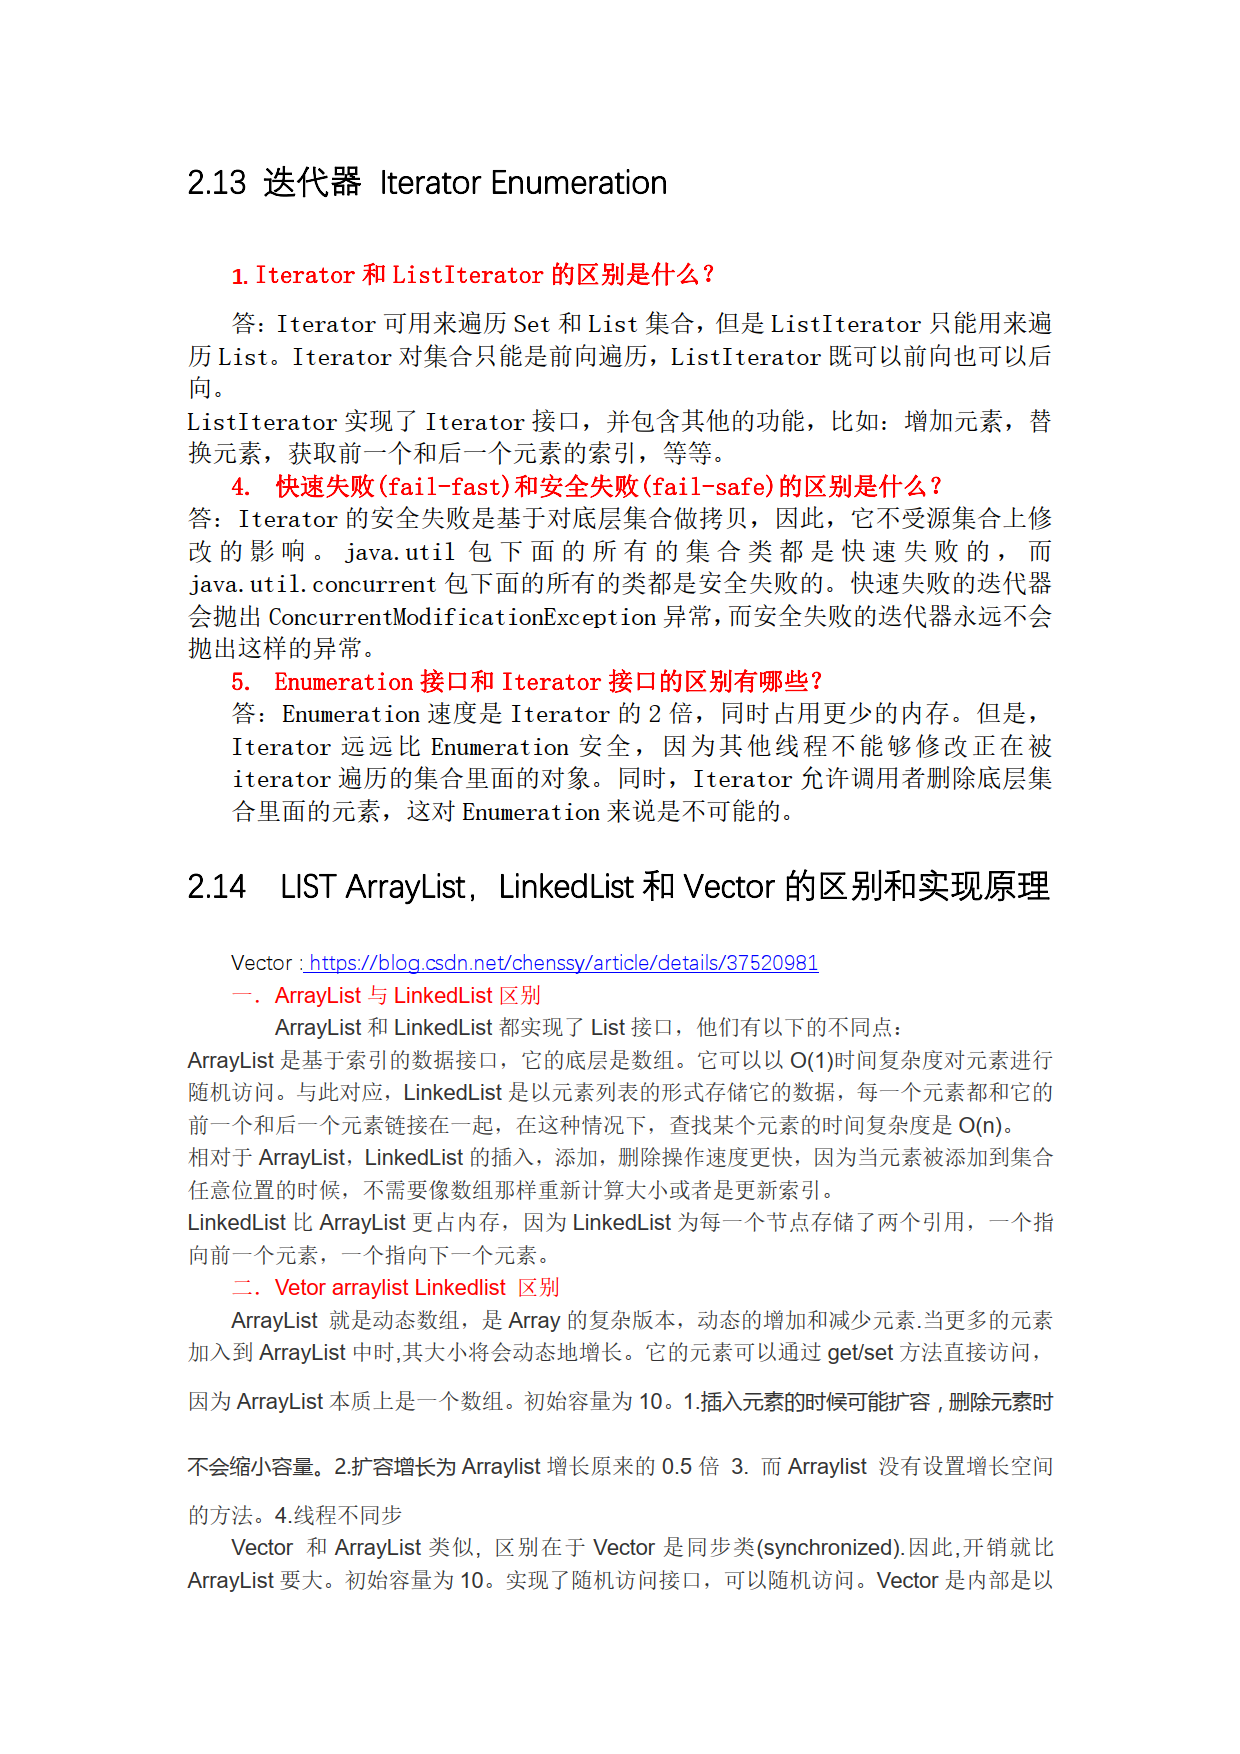 2.13 迭代器 Iterator Enumeration
1. Iterator 和 ListIterator 的区别是什么？
答：Iterator 可用来遍历 Set 和 List 集合，但是 ListIterator 只能用来遍
历 List。Iterator 对集合只能是前向遍历，ListIterator 既可以前向也可以后
向。
ListIterator 实现了 Iterator 接口，并包含其他的功能，比如：增加元素，替
换元素，获取前一个和后一个元素的索引，等等。
4. 快速失败(fail-fast)和安全失败(fail-safe)的区别是什么？
答：Iterator 的安全失败是基于对底层集合做拷贝，因此，它不受源集合上修
改的影响。java.util 包下面的所有的集合类都是快速失败的，而
java.util.concurrent 包下面的所有的类都是安全失败的。快速失败的迭代器
会抛出 ConcurrentModificationException 异常，而安全失败的迭代器永远不会
抛出这样的异常。
5. Enumeration 接口和 Iterator 接口的区别有哪些？
答：Enumeration 速度是 Iterator 的 2 倍，同时占用更少的内存。但是，
Iterator 远远比 Enumeration 安全，因为其他线程不能够修改正在被
iterator 遍历的集合里面的对象。同时，Iterator 允许调用者删除底层集
合里面的元素，这对 Enumeration 来说是不可能的。
2.14 LIST ArrayList，LinkedList 和 Vector 的区别和实现原理
Vector : https://blog.csdn.net/chenssy/article/details/37520981
一．ArrayList 与 LinkedList 区别
ArrayList 和 LinkedList 都实现了 List 接口，他们有以下的不同点：
ArrayList 是基于索引的数据接口，它的底层是数组。它可以以 O(1)时间复杂度对元素进行
随机访问。与此对应，LinkedList 是以元素列表的形式存储它的数据，每一个元素都和它的
前一个和后一个元素链接在一起，在这种情况下，查找某个元素的时间复杂度是 O(n)。
相对于 ArrayList，LinkedList 的插入，添加，删除操作速度更快，因为当元素被添加到集合
任意位置的时候，不需要像数组那样重新计算大小或者是更新索引。
LinkedList 比 ArrayList 更占内存，因为 LinkedList 为每一个节点存储了两个引用，一个指
向前一个元素，一个指向下一个元素。
二．Vetor arraylist Linkedlist 区别
ArrayList 就是动态数组，是 Array 的复杂版本，动态的增加和减少元素.当更多的元素
加入到 ArrayList 中时,其大小将会动态地增长。它的元素可以通过 get/set 方法直接访问，
因为 ArrayList 本质上是一个数组。初始容量为 10。1.插入元素的时候可能扩容，删除元素时
不会缩小容量。2.扩容增长为 Arraylist 增长原来的 0.5 倍 3. 而 Arraylist 没有设置增长空间
的方法。4.线程不同步
Vector 和 ArrayList 类似, 区别在于 Vector 是同步类(synchronized).因此,开销就比
ArrayList 要大。初始容量为 10。实现了随机访问接口，可以随机访问。Vector 是内部是以